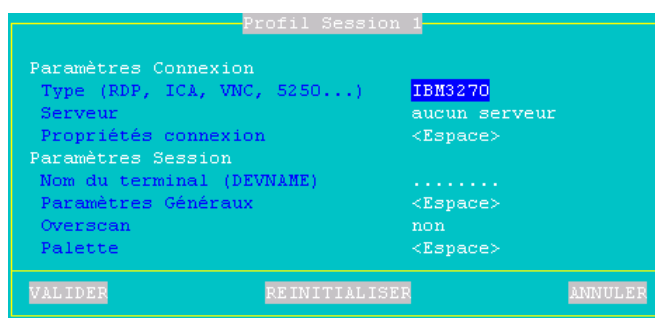 Profil Session 1
Paramètres Connexion
Type (RDP, ICA, VNC, 5250...) IBM3270
Serveur aucun serveur
Propriétés connexion <Espace>
Paramètres Session
Nom du terminal (DEVNAME) ........
Paramètres Généraux <Espace>
Overscan non
Palette <Espace>
VALIDER REINITIALISER ANNULER